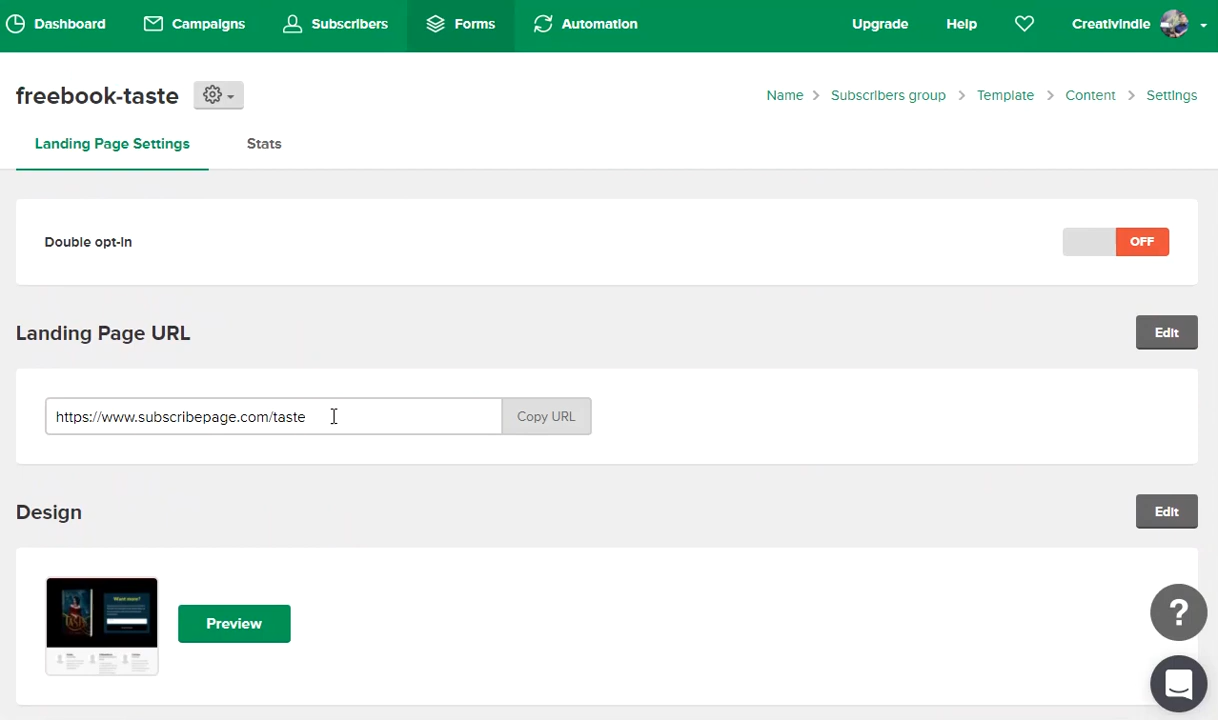 Dashboard Campaigns Subscribers Forms Automation Upgrade Help CreativIndie
freebook-taste
Name > Subscribers group > Template > Content > Settings
Landing Page Settings Stats
Double opt-in OFF
Landing Page URL Edit
https://www.subscribepage.com/taste Copy URL
Design Edit
Want more?
Preview
?